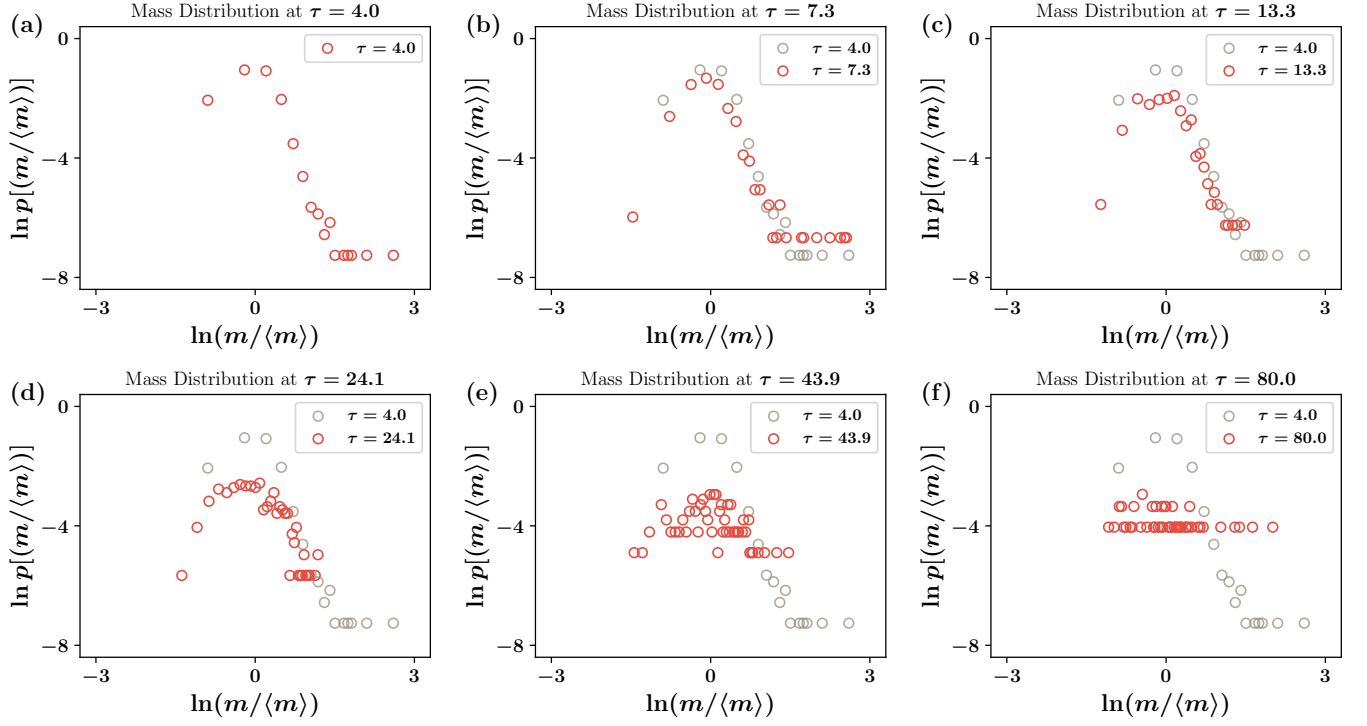 (a)
Mass Distribution at τ = 4.0
τ = 4.0
ln p[(m/⟨m⟩)]
0
−4
−8
−3
0
3
ln(m/⟨m⟩)
(b)
Mass Distribution at τ = 7.3
τ = 4.0
τ = 7.3
ln p[(m/⟨m⟩)]
0
−4
−8
−3
0
3
ln(m/⟨m⟩)
(c)
Mass Distribution at τ = 13.3
τ = 4.0
τ = 13.3
ln p[(m/⟨m⟩)]
0
−4
−8
−3
0
3
ln(m/⟨m⟩)
(d)
Mass Distribution at τ = 24.1
τ = 4.0
τ = 24.1
ln p[(m/⟨m⟩)]
0
−4
−8
−3
0
3
ln(m/⟨m⟩)
(e)
Mass Distribution at τ = 43.9
τ = 4.0
τ = 43.9
ln p[(m/⟨m⟩)]
0
−4
−8
−3
0
3
ln(m/⟨m⟩)
(f)
Mass Distribution at τ = 80.0
τ = 4.0
τ = 80.0
ln p[(m/⟨m⟩)]
0
−4
−8
−3
0
3
ln(m/⟨m⟩)